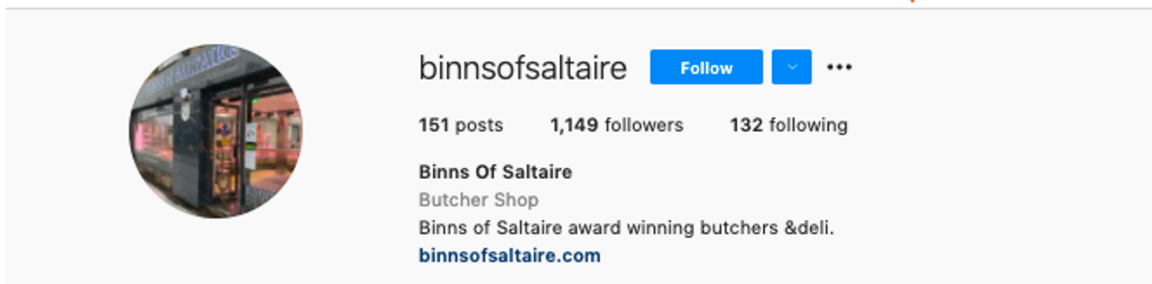 binnsofsaltaire Follow
151 posts 1,149 followers 132 following
Binns Of Saltaire
Butcher Shop
Binns of Saltaire award winning butchers &deli.
binnsofsaltaire.com